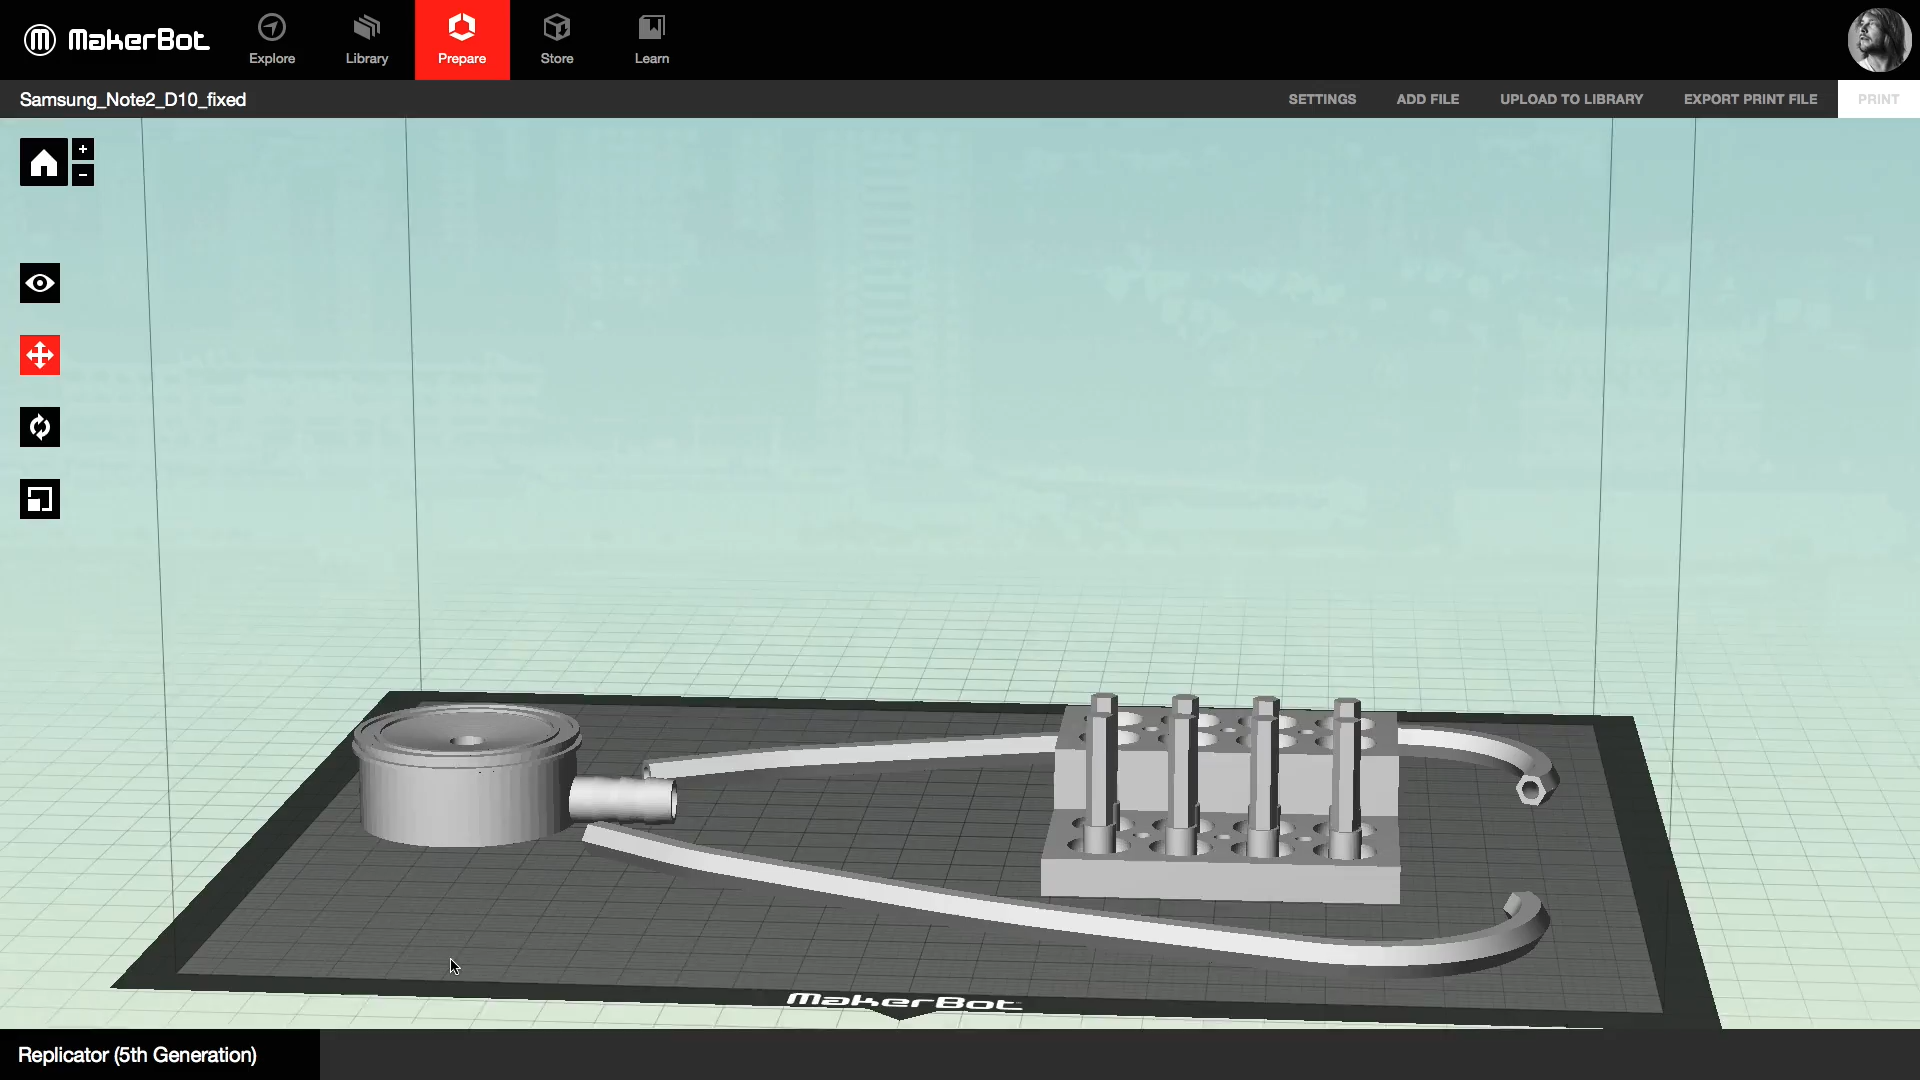 MakerBot
Explore
Library
Prepare
Store
Learn
Samsung_Note2_D10_fixed
SETTINGS
ADD FILE
UPLOAD TO LIBRARY
EXPORT PRINT FILE
PRINT
+
-
MakerBot
Replicator (5th Generation)